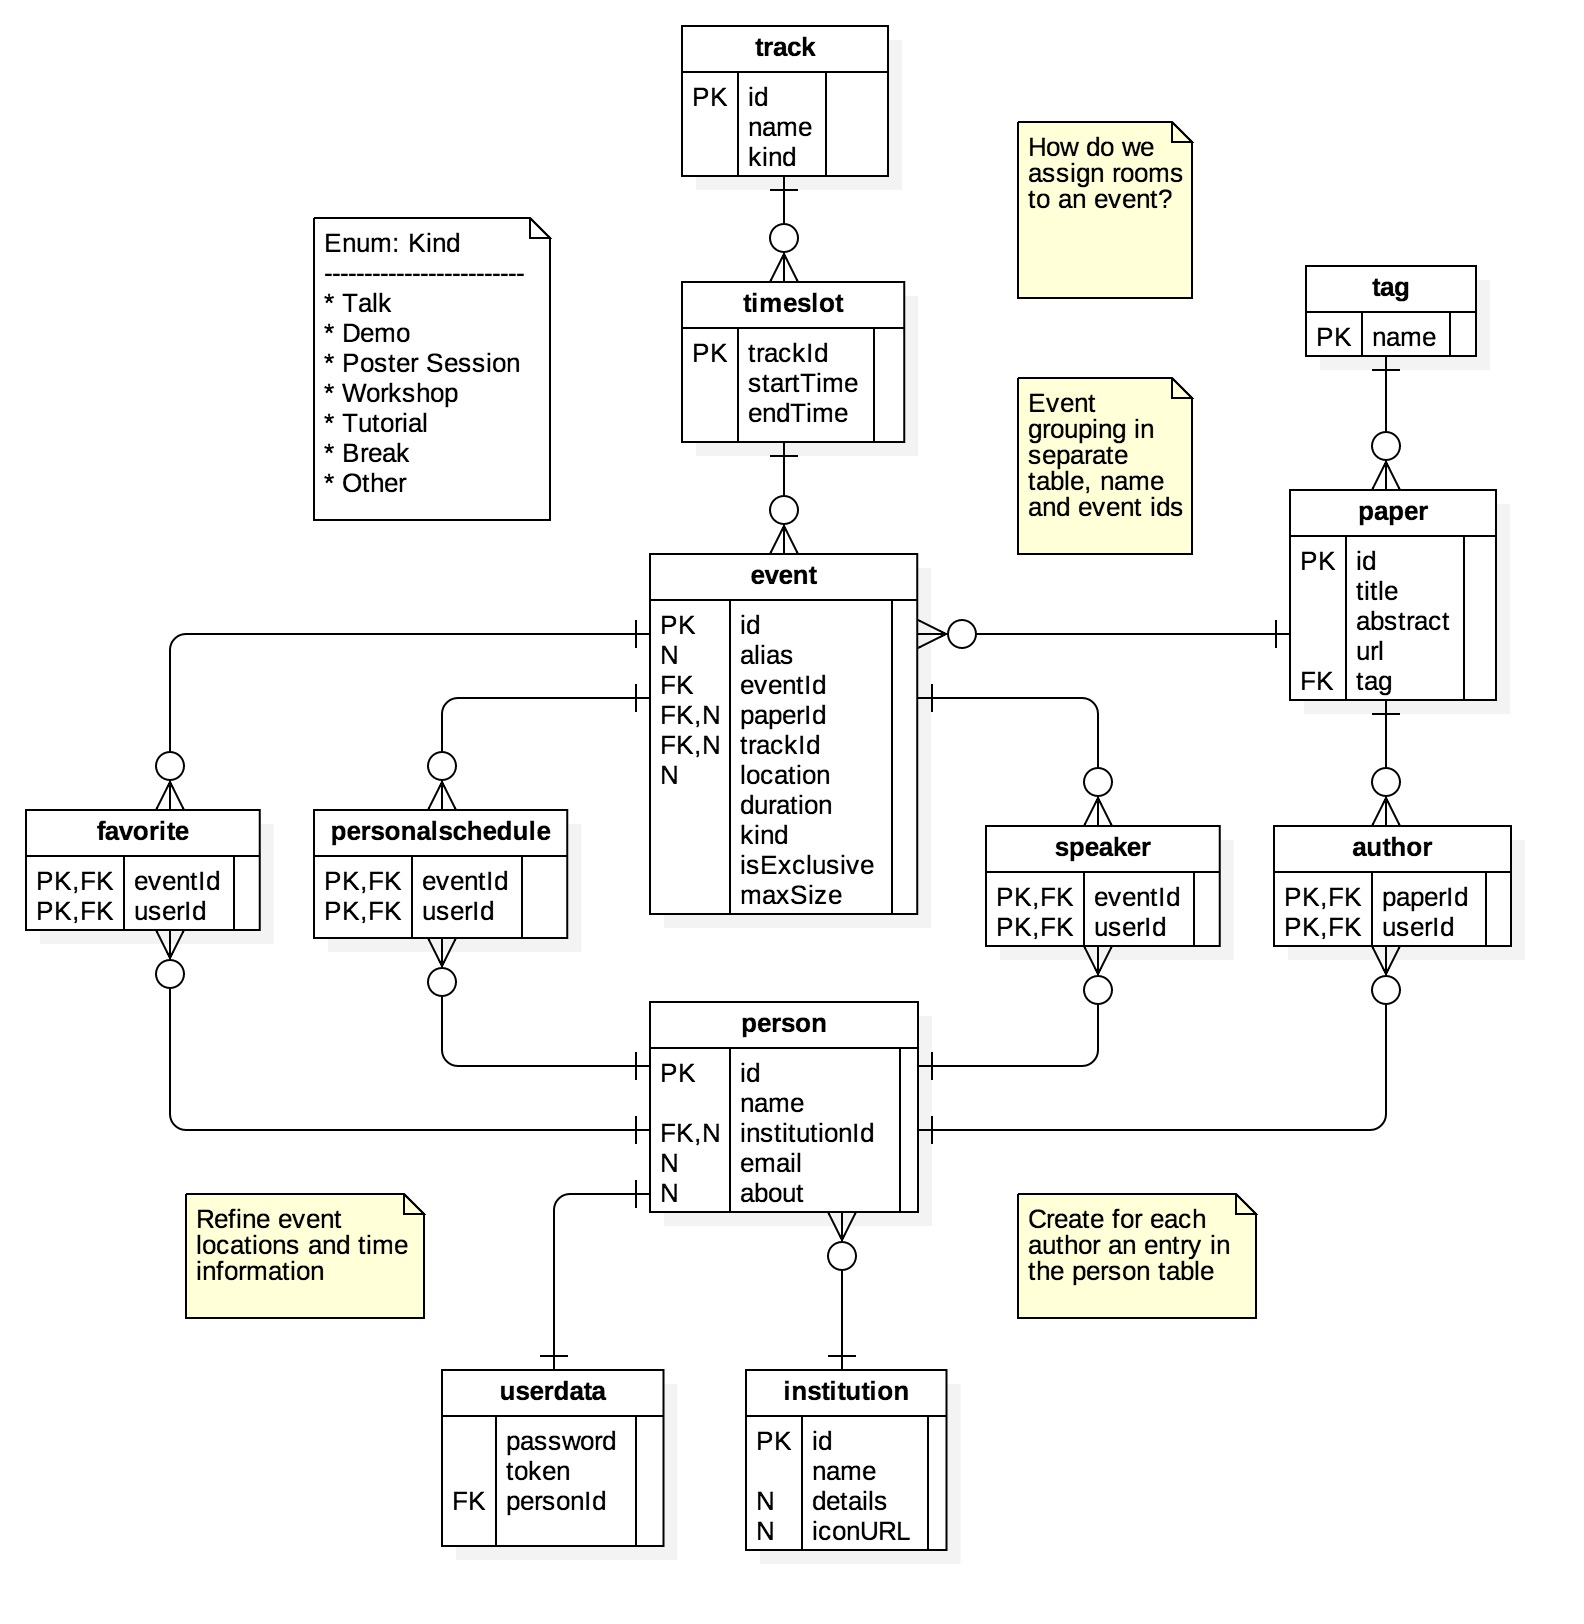 track
PK id
name
kind
How do we
assign rooms
to an event?
Enum: Kind
-------------------------
* Talk
* Demo
* Poster Session
* Workshop
* Tutorial
* Break
* Other
timeslot
PK trackId
startTime
endTime
tag
PK name
Event
grouping in
separate
table, name
and event ids
paper
PK id
title
abstract
url
FK tag
event
PK id
N alias
FK eventId
FK,N paperId
FK,N trackId
N location
duration
kind
isExclusive
maxSize
favorite
PK,FK eventId
PK,FK userId
personalschedule
PK,FK eventId
PK,FK userId
speaker
PK,FK eventId
PK,FK userId
author
PK,FK paperId
PK,FK userId
person
PK id
name
FK,N institutionId
N email
N about
Refine event
locations and time
information
Create for each
author an entry in
the person table
userdata
password
token
FK personId
institution
PK id
name
N details
N iconURL